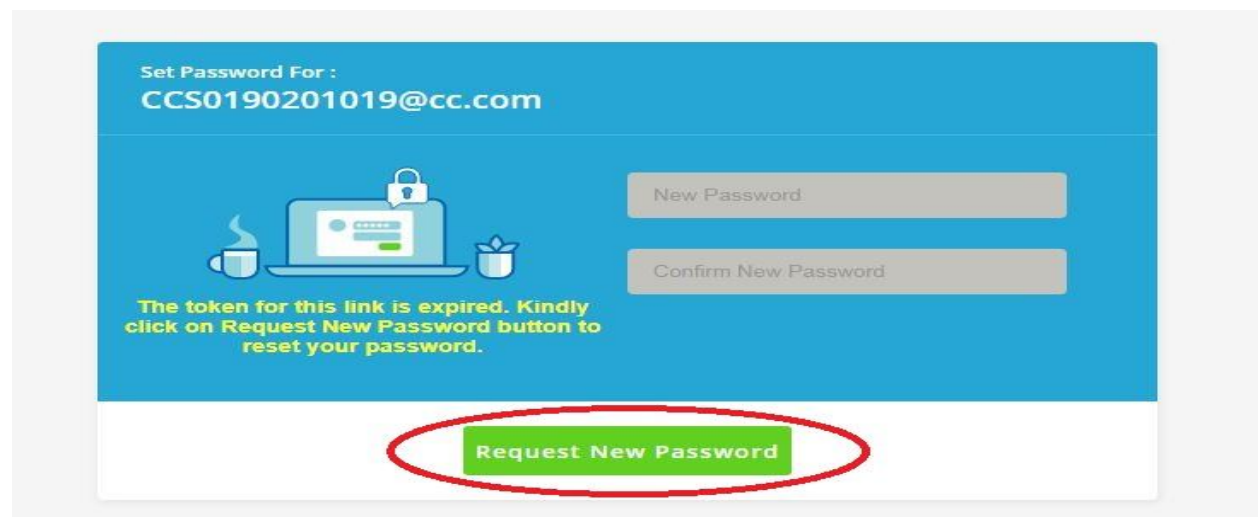 Set Password For :
CCS0190201019@cc.com
New Password
Confirm New Password
The token for this link is expired. Kindly
click on Request New Password button to
reset your password.
Request New Password